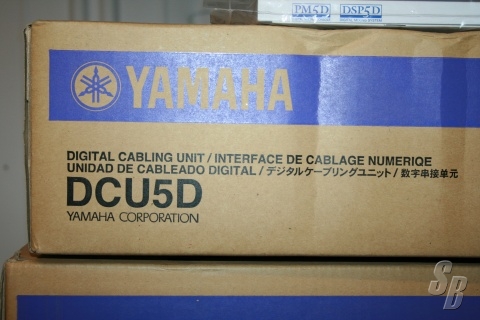 PM5D DSP5D
YAMAHA
DIGITAL CABLING UNIT / INTERFACE DE CABLAGE NUMERIQE
UNIDAD DE CABLEADO DIGITAL / デジタルケーブリングユニット / 数字串接单元
DCU5D
YAMAHA CORPORATION
SB